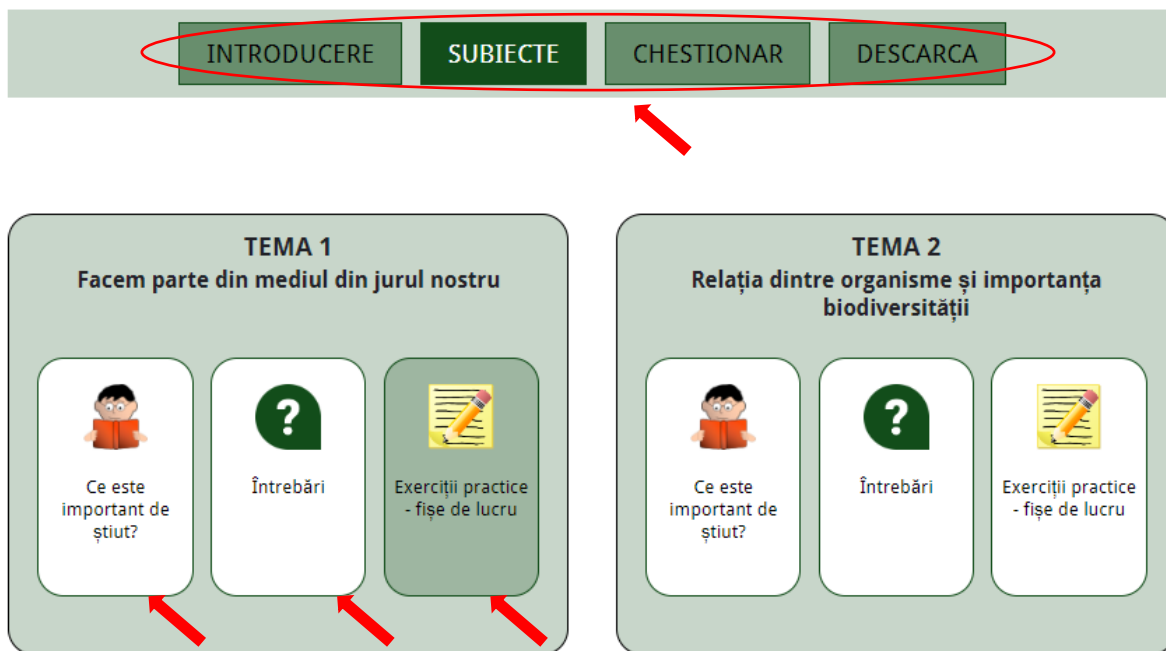 INTRODUCERE SUBIECTE CHESTIONAR DESCARCA
TEMA 1
Facem parte din mediul din jurul nostru
Ce este
important de
știut?
Întrebări
Exerciții practice
- fișe de lucru
TEMA 2
Relația dintre organisme și importanța
biodiversității
Ce este
important de
știut?
Întrebări
Exerciții practice
- fișe de lucru